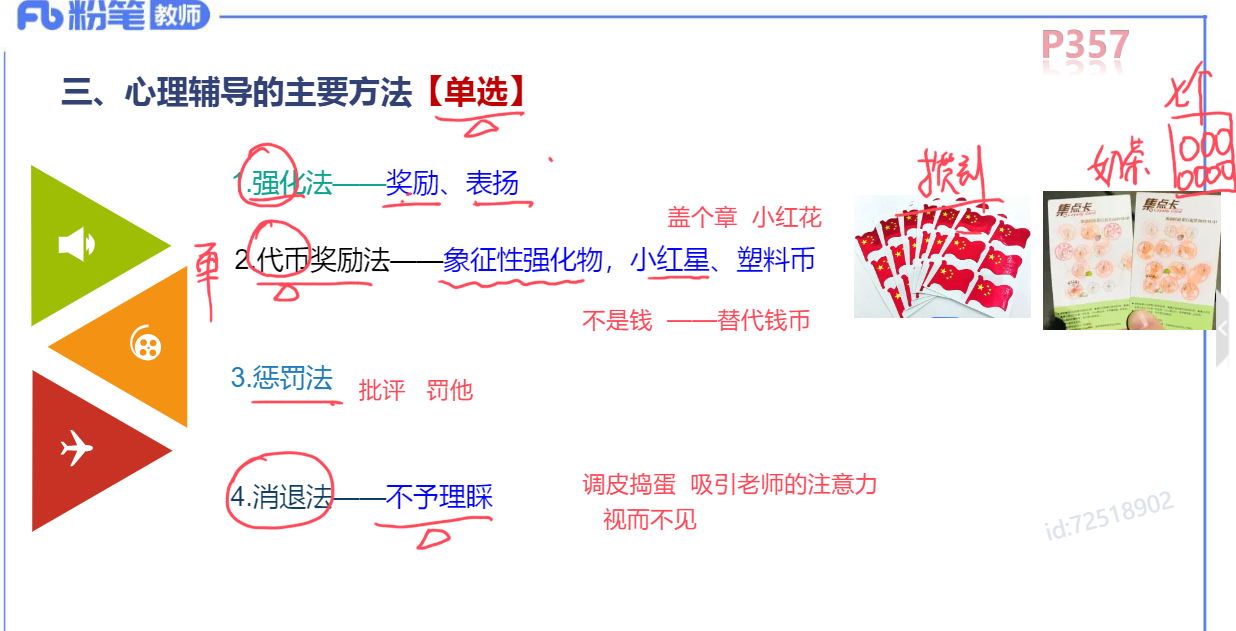 粉笔 教师
P357
三、心理辅导的主要方法【单选】
1.强化法——奖励、表扬
攒到
奶茶
七个
盖个章 小红花
集点卡
集点卡
2.代币奖励法——象征性强化物，小红星、塑料币
不是钱 ——替代钱币
3.惩罚法 批评 罚他
4.消退法——不予理睬
调皮捣蛋 吸引老师的注意力
视而不见
id:72518902